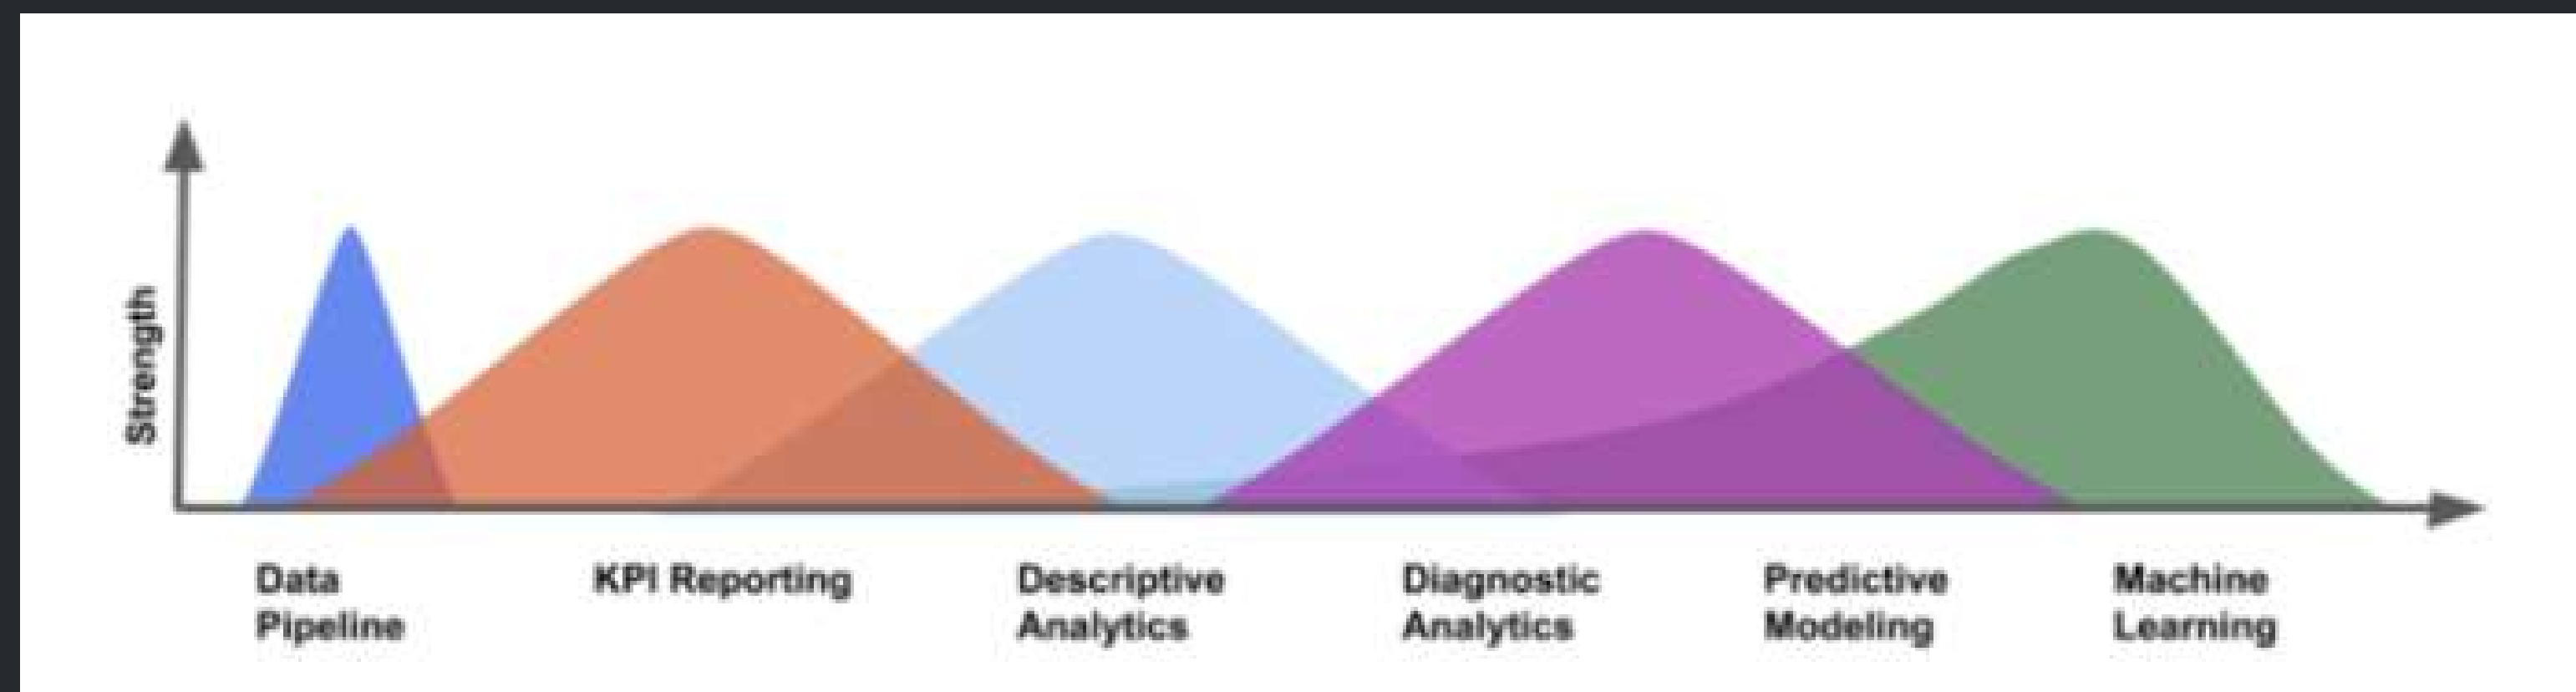 Strength
Data
Pipeline
KPI Reporting
Descriptive
Analytics
Diagnostic
Analytics
Predictive
Modeling
Machine
Learning